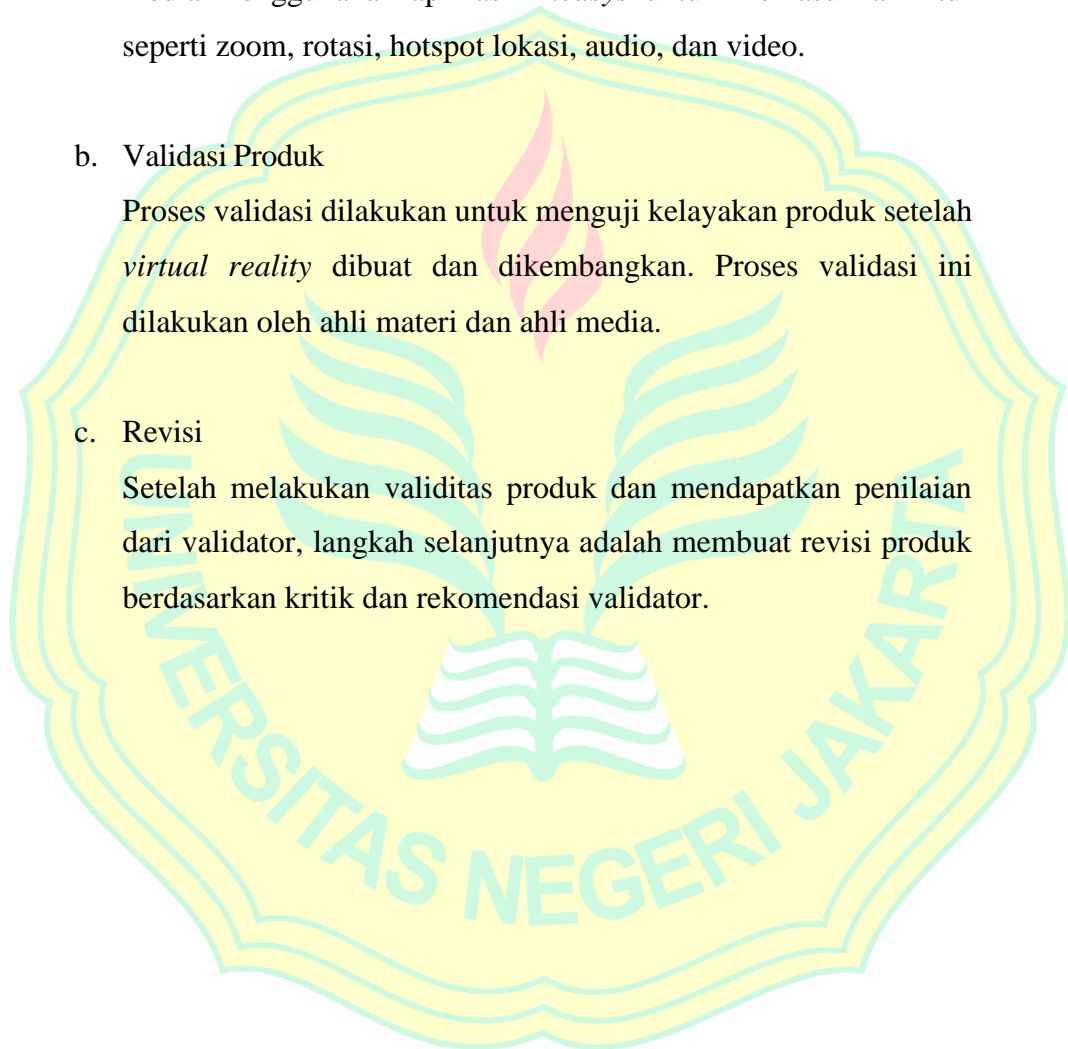 seperti zoom, rotasi, hotspot lokasi, audio, dan video.
b. Validasi Produk
Proses validasi dilakukan untuk menguji kelayakan produk setelah
virtual reality dibuat dan dikembangkan. Proses validasi ini
dilakukan oleh ahli materi dan ahli media.
c. Revisi
Setelah melakukan validitas produk dan mendapatkan penilaian
dari validator, langkah selanjutnya adalah membuat revisi produk
berdasarkan kritik dan rekomendasi validator.
UNIVERSITAS NEGERI JAKARTA